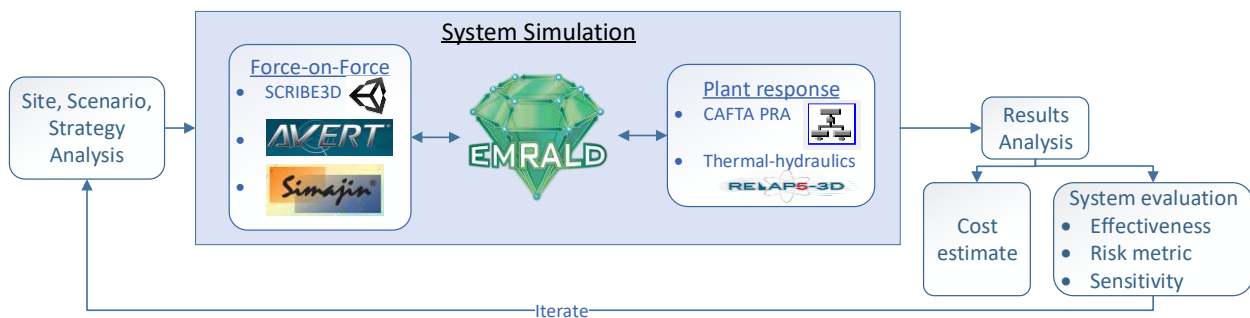 System Simulation
Site, Scenario,
Strategy
Analysis
Force-on-Force
• SCRIBE3D
• AVERT®
• Simajin®
EMRALD
Plant response
• CAFTA PRA
• Thermal-hydraulics
RELAP5-3D
Results
Analysis
Cost
estimate
System evaluation
• Effectiveness
• Risk metric
• Sensitivity
Iterate